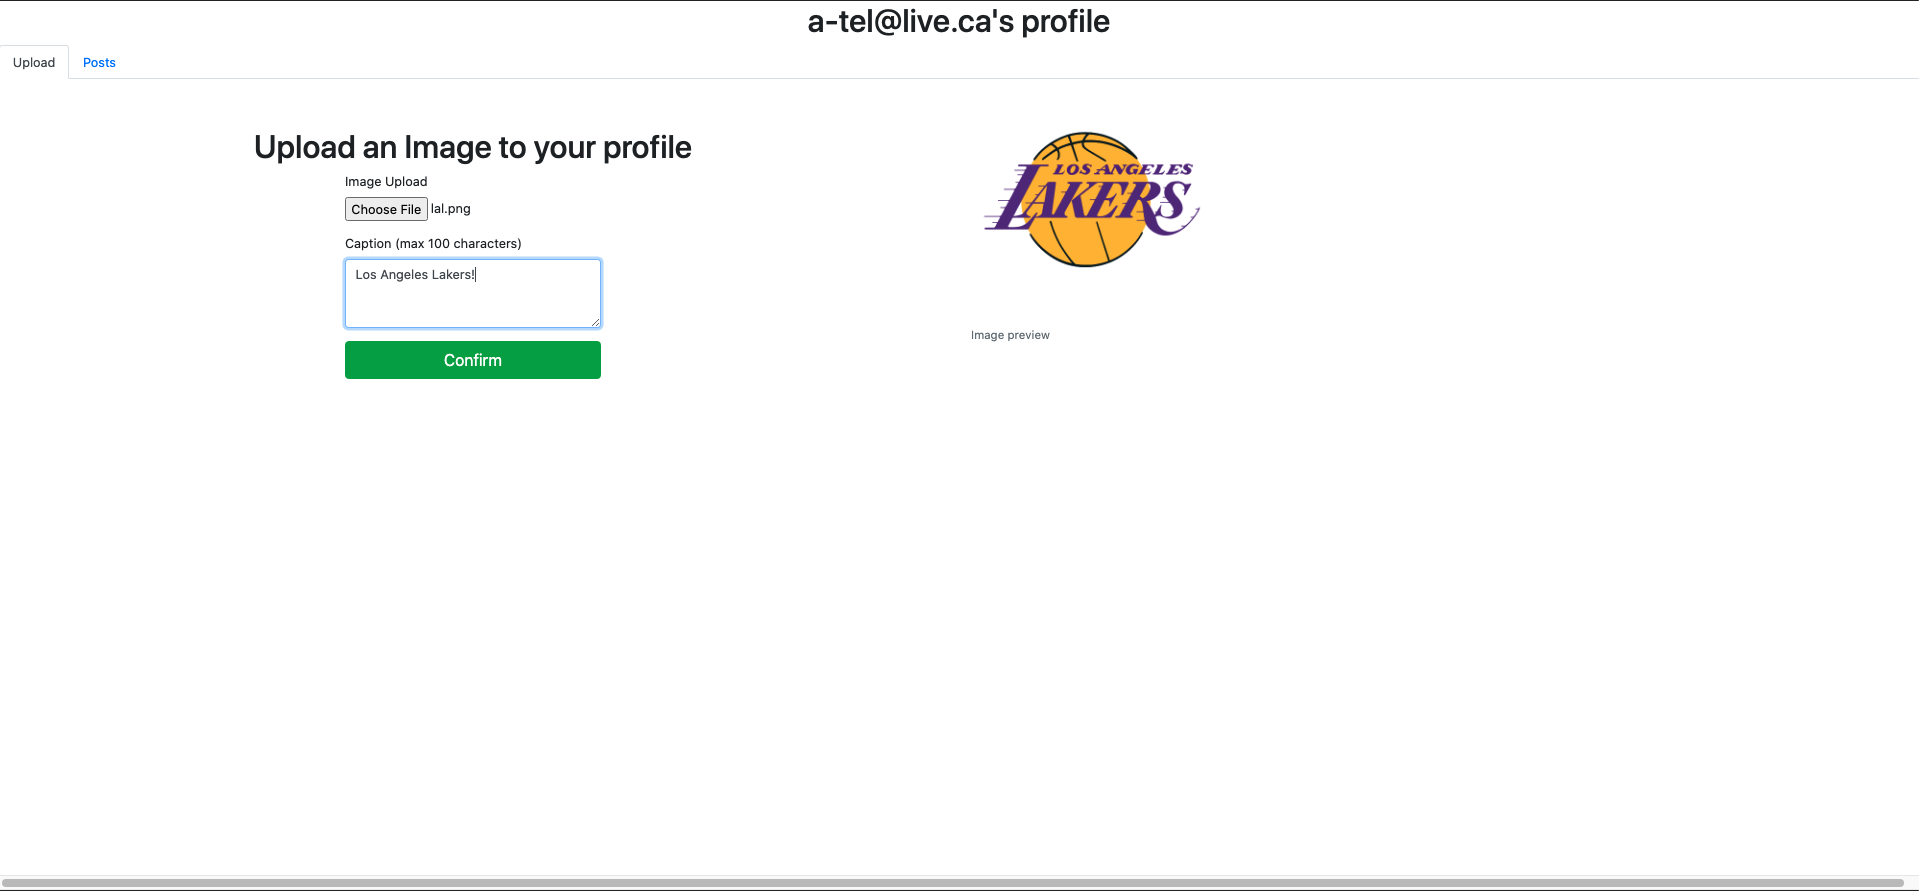 a-tel@live.ca's profile
Upload
Posts
Upload an Image to your profile
Image Upload
Choose File lal.png
Caption (max 100 characters)
Los Angeles Lakers!
Confirm
LOS ANGELES
LAKERS
Image preview